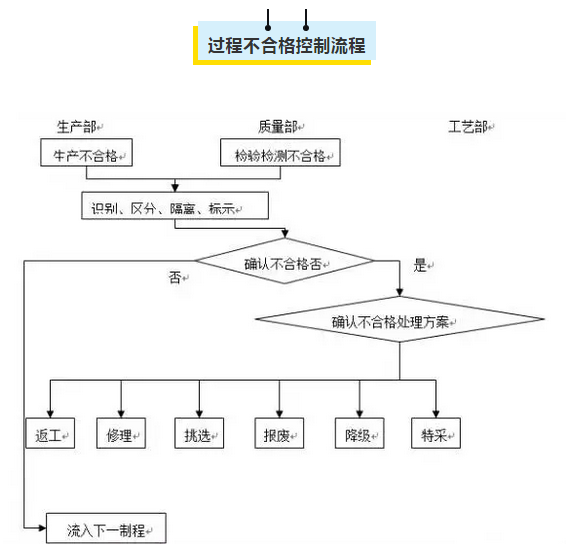 过程不合格控制流程
生产部 质量部 工艺部
生产不合格 检验检测不合格
识别、区分、隔离、标示
确认不合格否
否 是
确认不合格处理方案
返工 修理 挑选 报废 降级 特采
流入下一制程